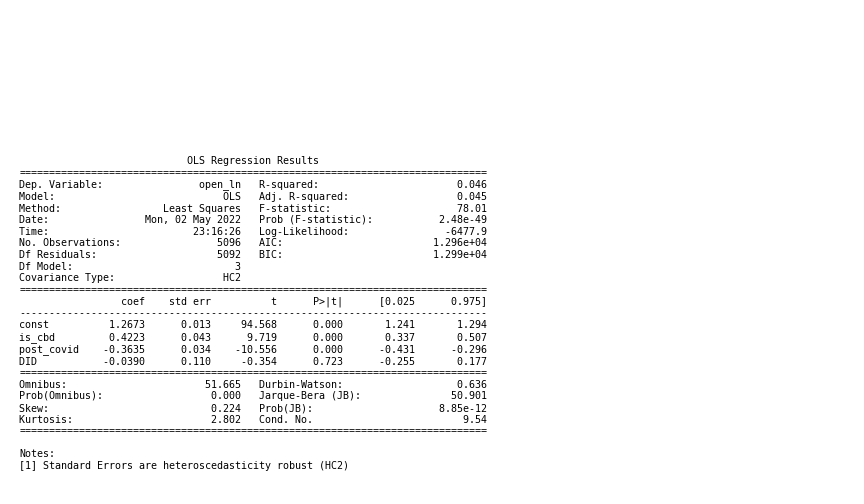 OLS Regression Results
==============================================================================
Dep. Variable:                open_ln   R-squared:                       0.046
Model:                            OLS   Adj. R-squared:                  0.045
Method:                 Least Squares   F-statistic:                     78.01
Date:                Mon, 02 May 2022   Prob (F-statistic):           2.48e-49
Time:                        23:16:26   Log-Likelihood:                -6477.9
No. Observations:                5096   AIC:                         1.296e+04
Df Residuals:                    5092   BIC:                         1.299e+04
Df Model:                           3
Covariance Type:                  HC2
==============================================================================
                 coef    std err          t      P>|t|      [0.025      0.975]
------------------------------------------------------------------------------
const          1.2673      0.013     94.568      0.000       1.241       1.294
is_cbd         0.4223      0.043      9.719      0.000       0.337       0.507
post_covid    -0.3635      0.034    -10.556      0.000      -0.431      -0.296
DID           -0.0390      0.110     -0.354      0.723      -0.255       0.177
==============================================================================
Omnibus:                       51.665   Durbin-Watson:                   0.636
Prob(Omnibus):                  0.000   Jarque-Bera (JB):               50.901
Skew:                           0.224   Prob(JB):                     8.85e-12
Kurtosis:                       2.802   Cond. No.                         9.54
==============================================================================
Notes:
[1] Standard Errors are heteroscedasticity robust (HC2)